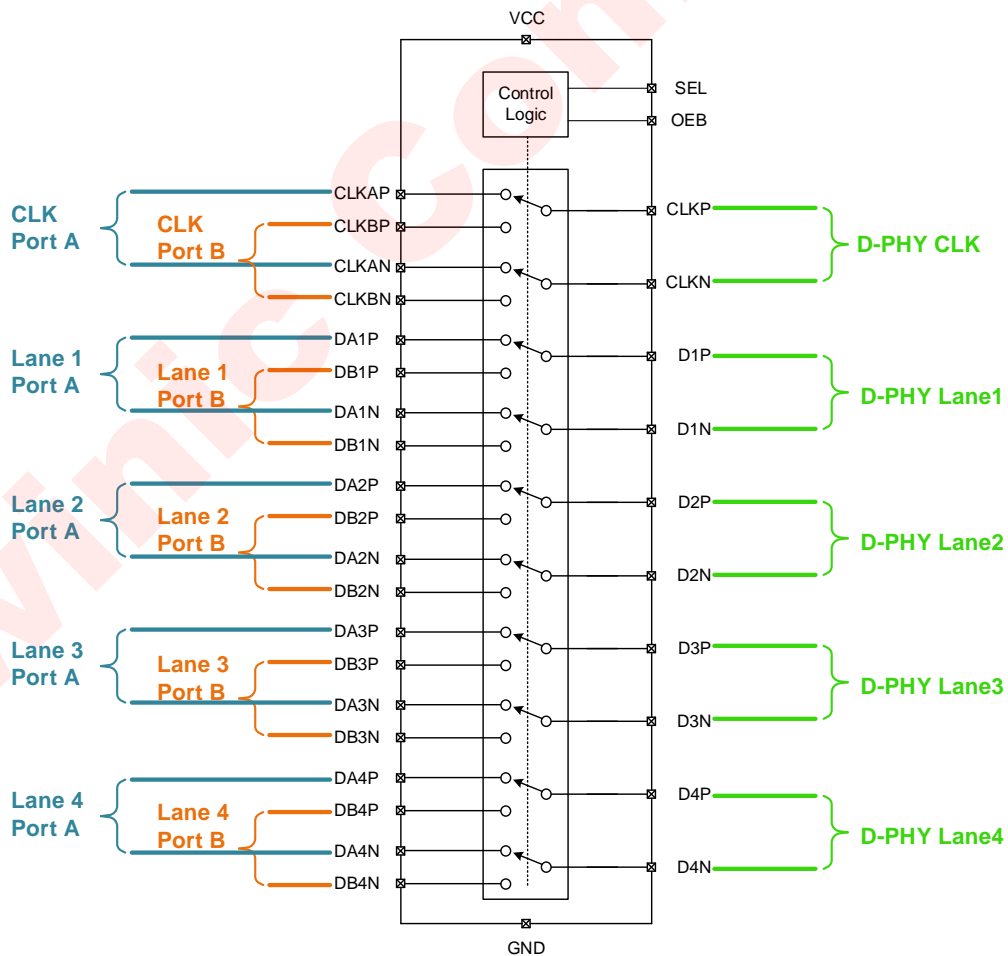 VCC
Control
Logic
SEL
OEB
CLK
Port A
CLK
Port B
CLKAP
CLKBP
CLKAN
CLKBN
CLKP
CLKN
D-PHY CLK
Lane 1
Port A
Lane 1
Port B
DA1P
DB1P
DA1N
DB1N
D1P
D1N
D-PHY Lane1
Lane 2
Port A
Lane 2
Port B
DA2P
DB2P
DA2N
DB2N
D2P
D2N
D-PHY Lane2
Lane 3
Port A
Lane 3
Port B
DA3P
DB3P
DA3N
DB3N
D3P
D3N
D-PHY Lane3
Lane 4
Port A
Lane 4
Port B
DA4P
DB4P
DA4N
DB4N
D4P
D4N
D-PHY Lane4
GND